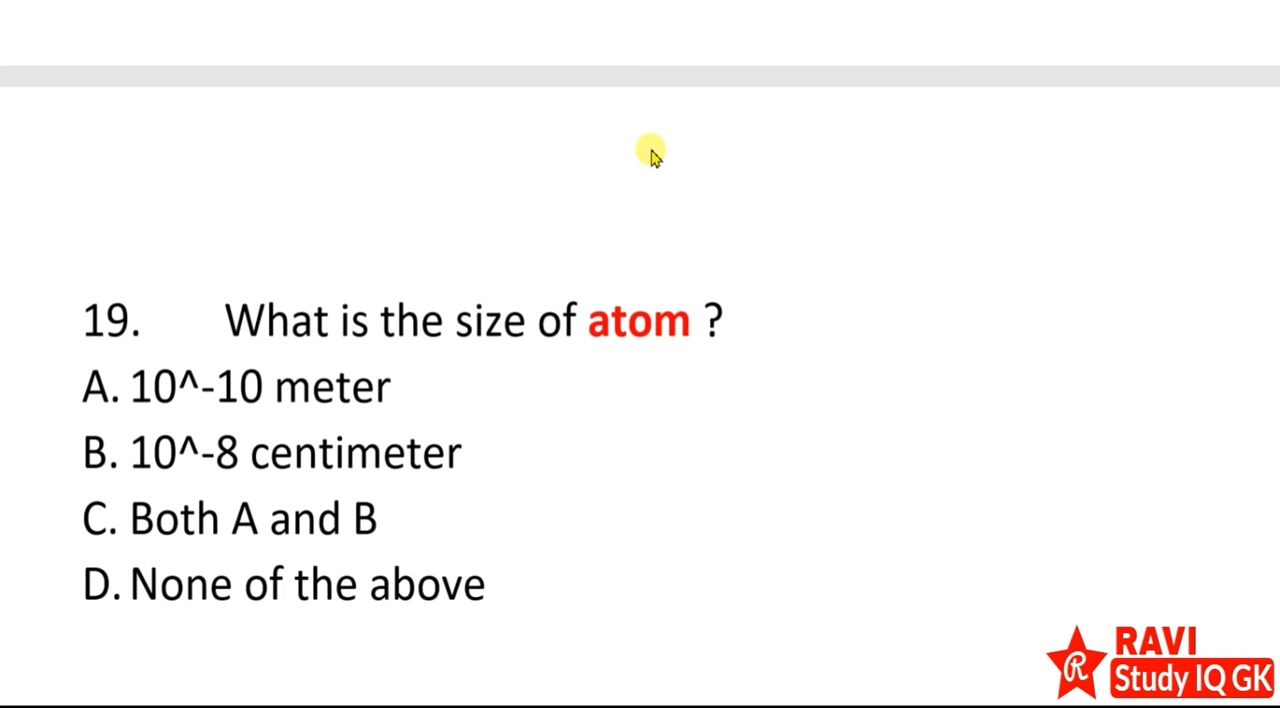 19. What is the size of atom ?
A. 10^-10 meter
B. 10^-8 centimeter
C. Both A and B
D. None of the above
R
RAVI
Study IQ GK